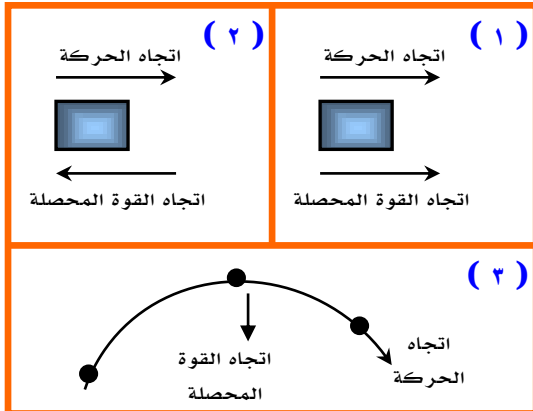 ( ١ )
اتجاه الحركة
اتجاه القوة المحصلة
( ٢ )
اتجاه الحركة
اتجاه القوة المحصلة
( ٣ )
اتجاه
الحركة
اتجاه القوة
المحصلة